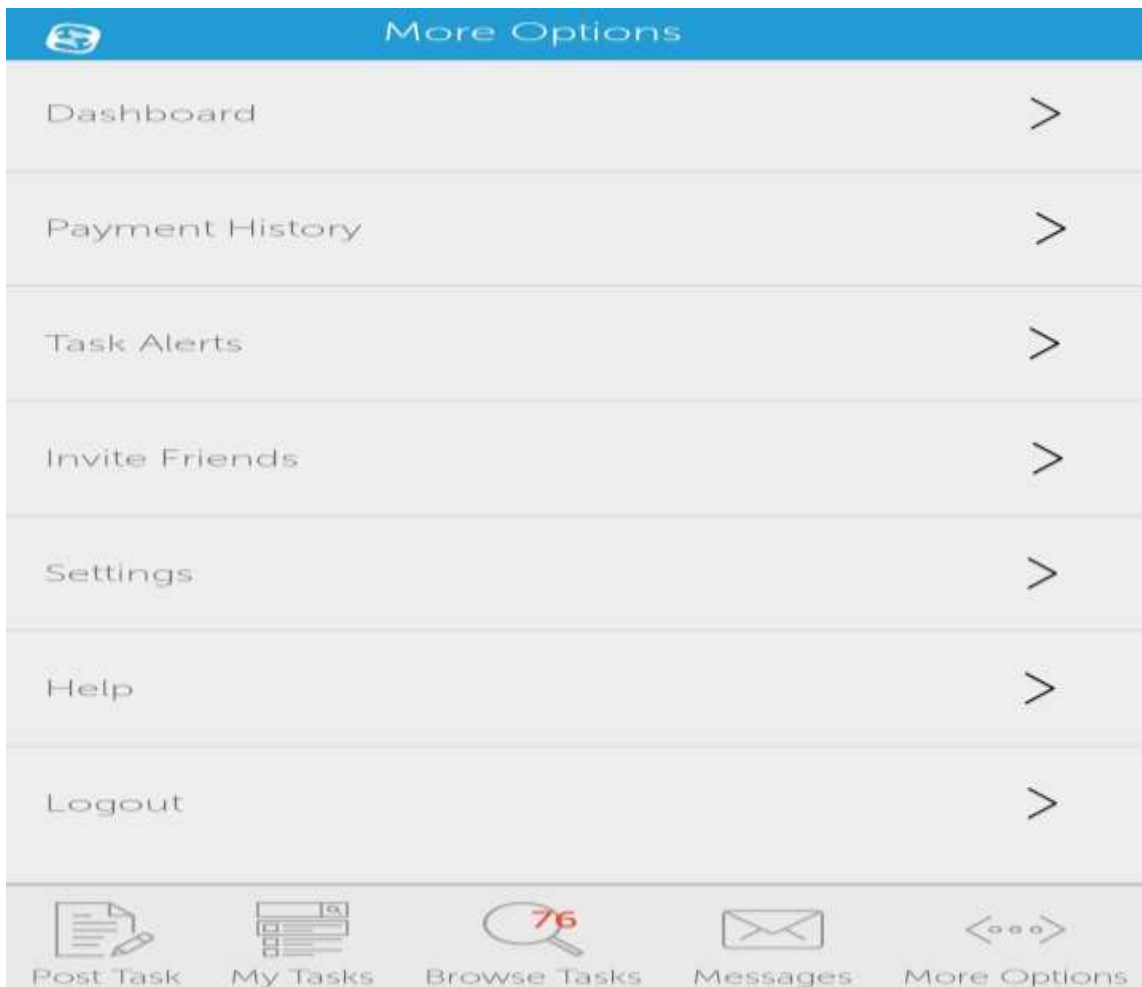 More Options
Dashboard
Payment History
Task Alerts
Invite Friends
Settings
Help
Logout
76
Post Task My Tasks Browse Tasks Messages More Options